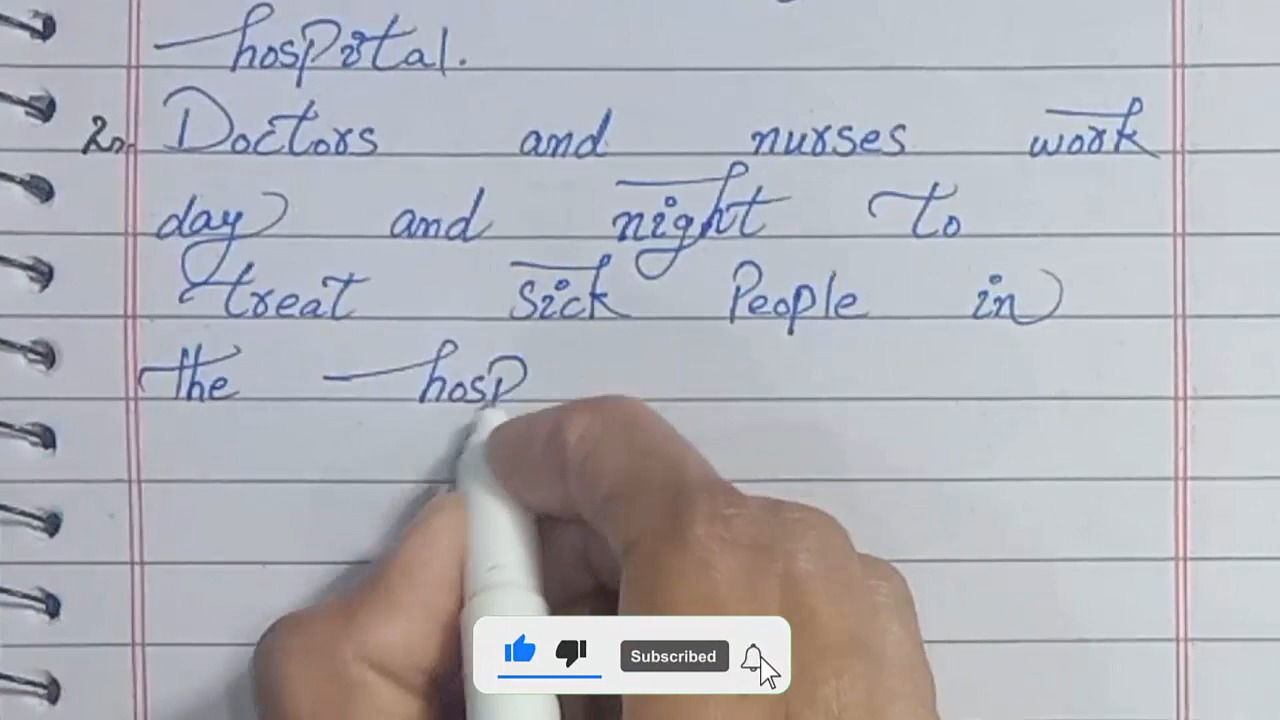 hospital.
2. Doctors and nurses work
day and night to
treat sick People in
the hosp
Subscribed